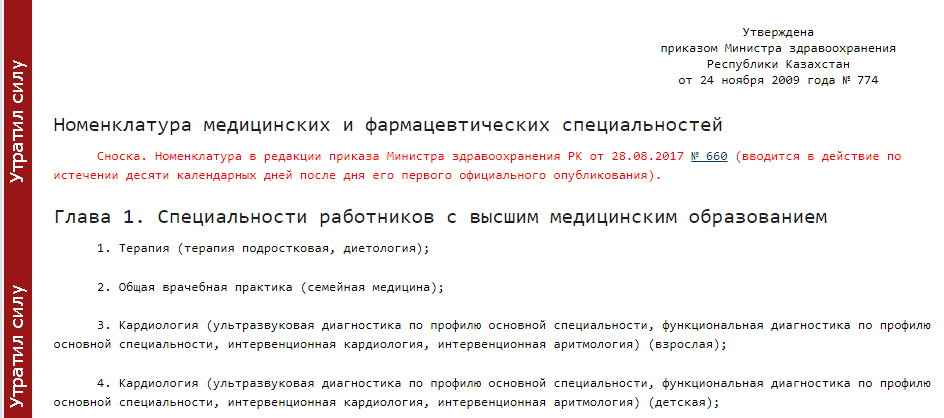 Утверждена
приказом Министра здравоохранения
Республики Казахстан
от 24 ноября 2009 года № 774
Номенклатура медицинских и фармацевтических специальностей
Сноска. Номенклатура в редакции приказа Министра здравоохранения РК от 28.08.2017 № 660 (вводится в действие по
истечении десяти календарных дней после дня его первого официального опубликования).
Глава 1. Специальности работников с высшим медицинским образованием
1. Терапия (терапия подростковая, диетология);
2. Общая врачебная практика (семейная медицина);
3. Кардиология (ультразвуковая диагностика по профилю основной специальности, функциональная диагностика по профилю
основной специальности, интервенционная кардиология, интервенционная аритмология) (взрослая);
4. Кардиология (ультразвуковая диагностика по профилю основной специальности, функциональная диагностика по профилю
основной специальности, интервенционная кардиология, интервенционная аритмология) (детская);
Утратил силу
Утратил силу